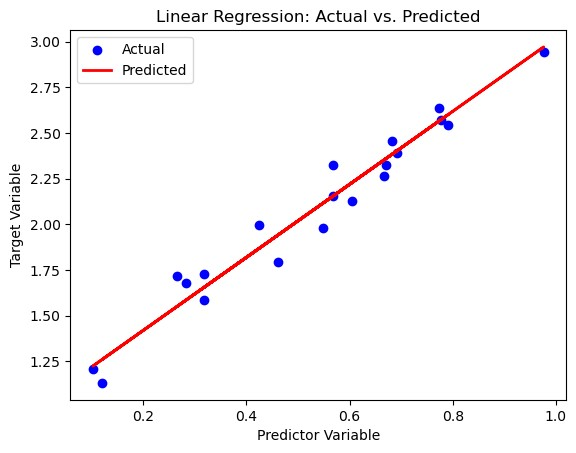 Linear Regression: Actual vs. Predicted
Actual
Predicted
3.00
2.75
2.50
2.25
2.00
1.75
1.50
1.25
Target Variable
0.2 0.4 0.6 0.8 1.0
Predictor Variable